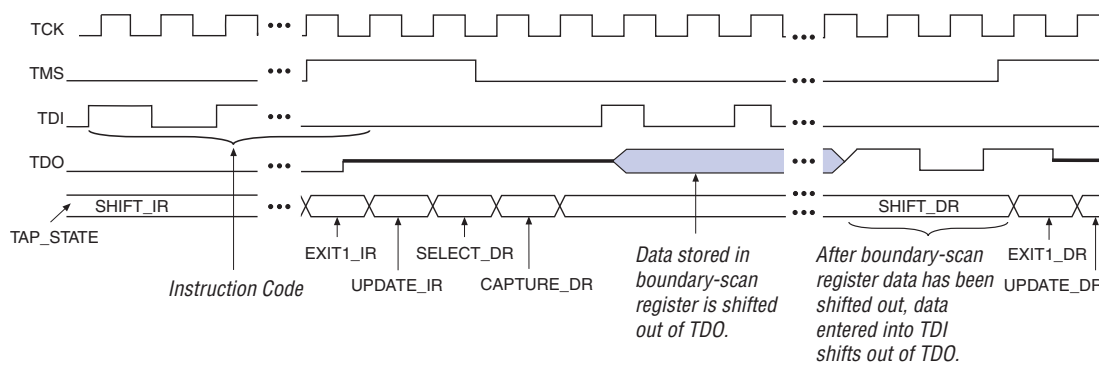 TCK
TMS
TDI
TDO
SHIFT_IR
SHIFT_DR
TAP_STATE
EXIT1_IR
SELECT_DR
Instruction Code
UPDATE_IR
CAPTURE_DR
Data stored in
boundary-scan
register is shifted
out of TDO.
After boundary-scan
register data has been
shifted out, data
entered into TDI
shifts out of TDO.
EXIT1_DR
UPDATE_DR